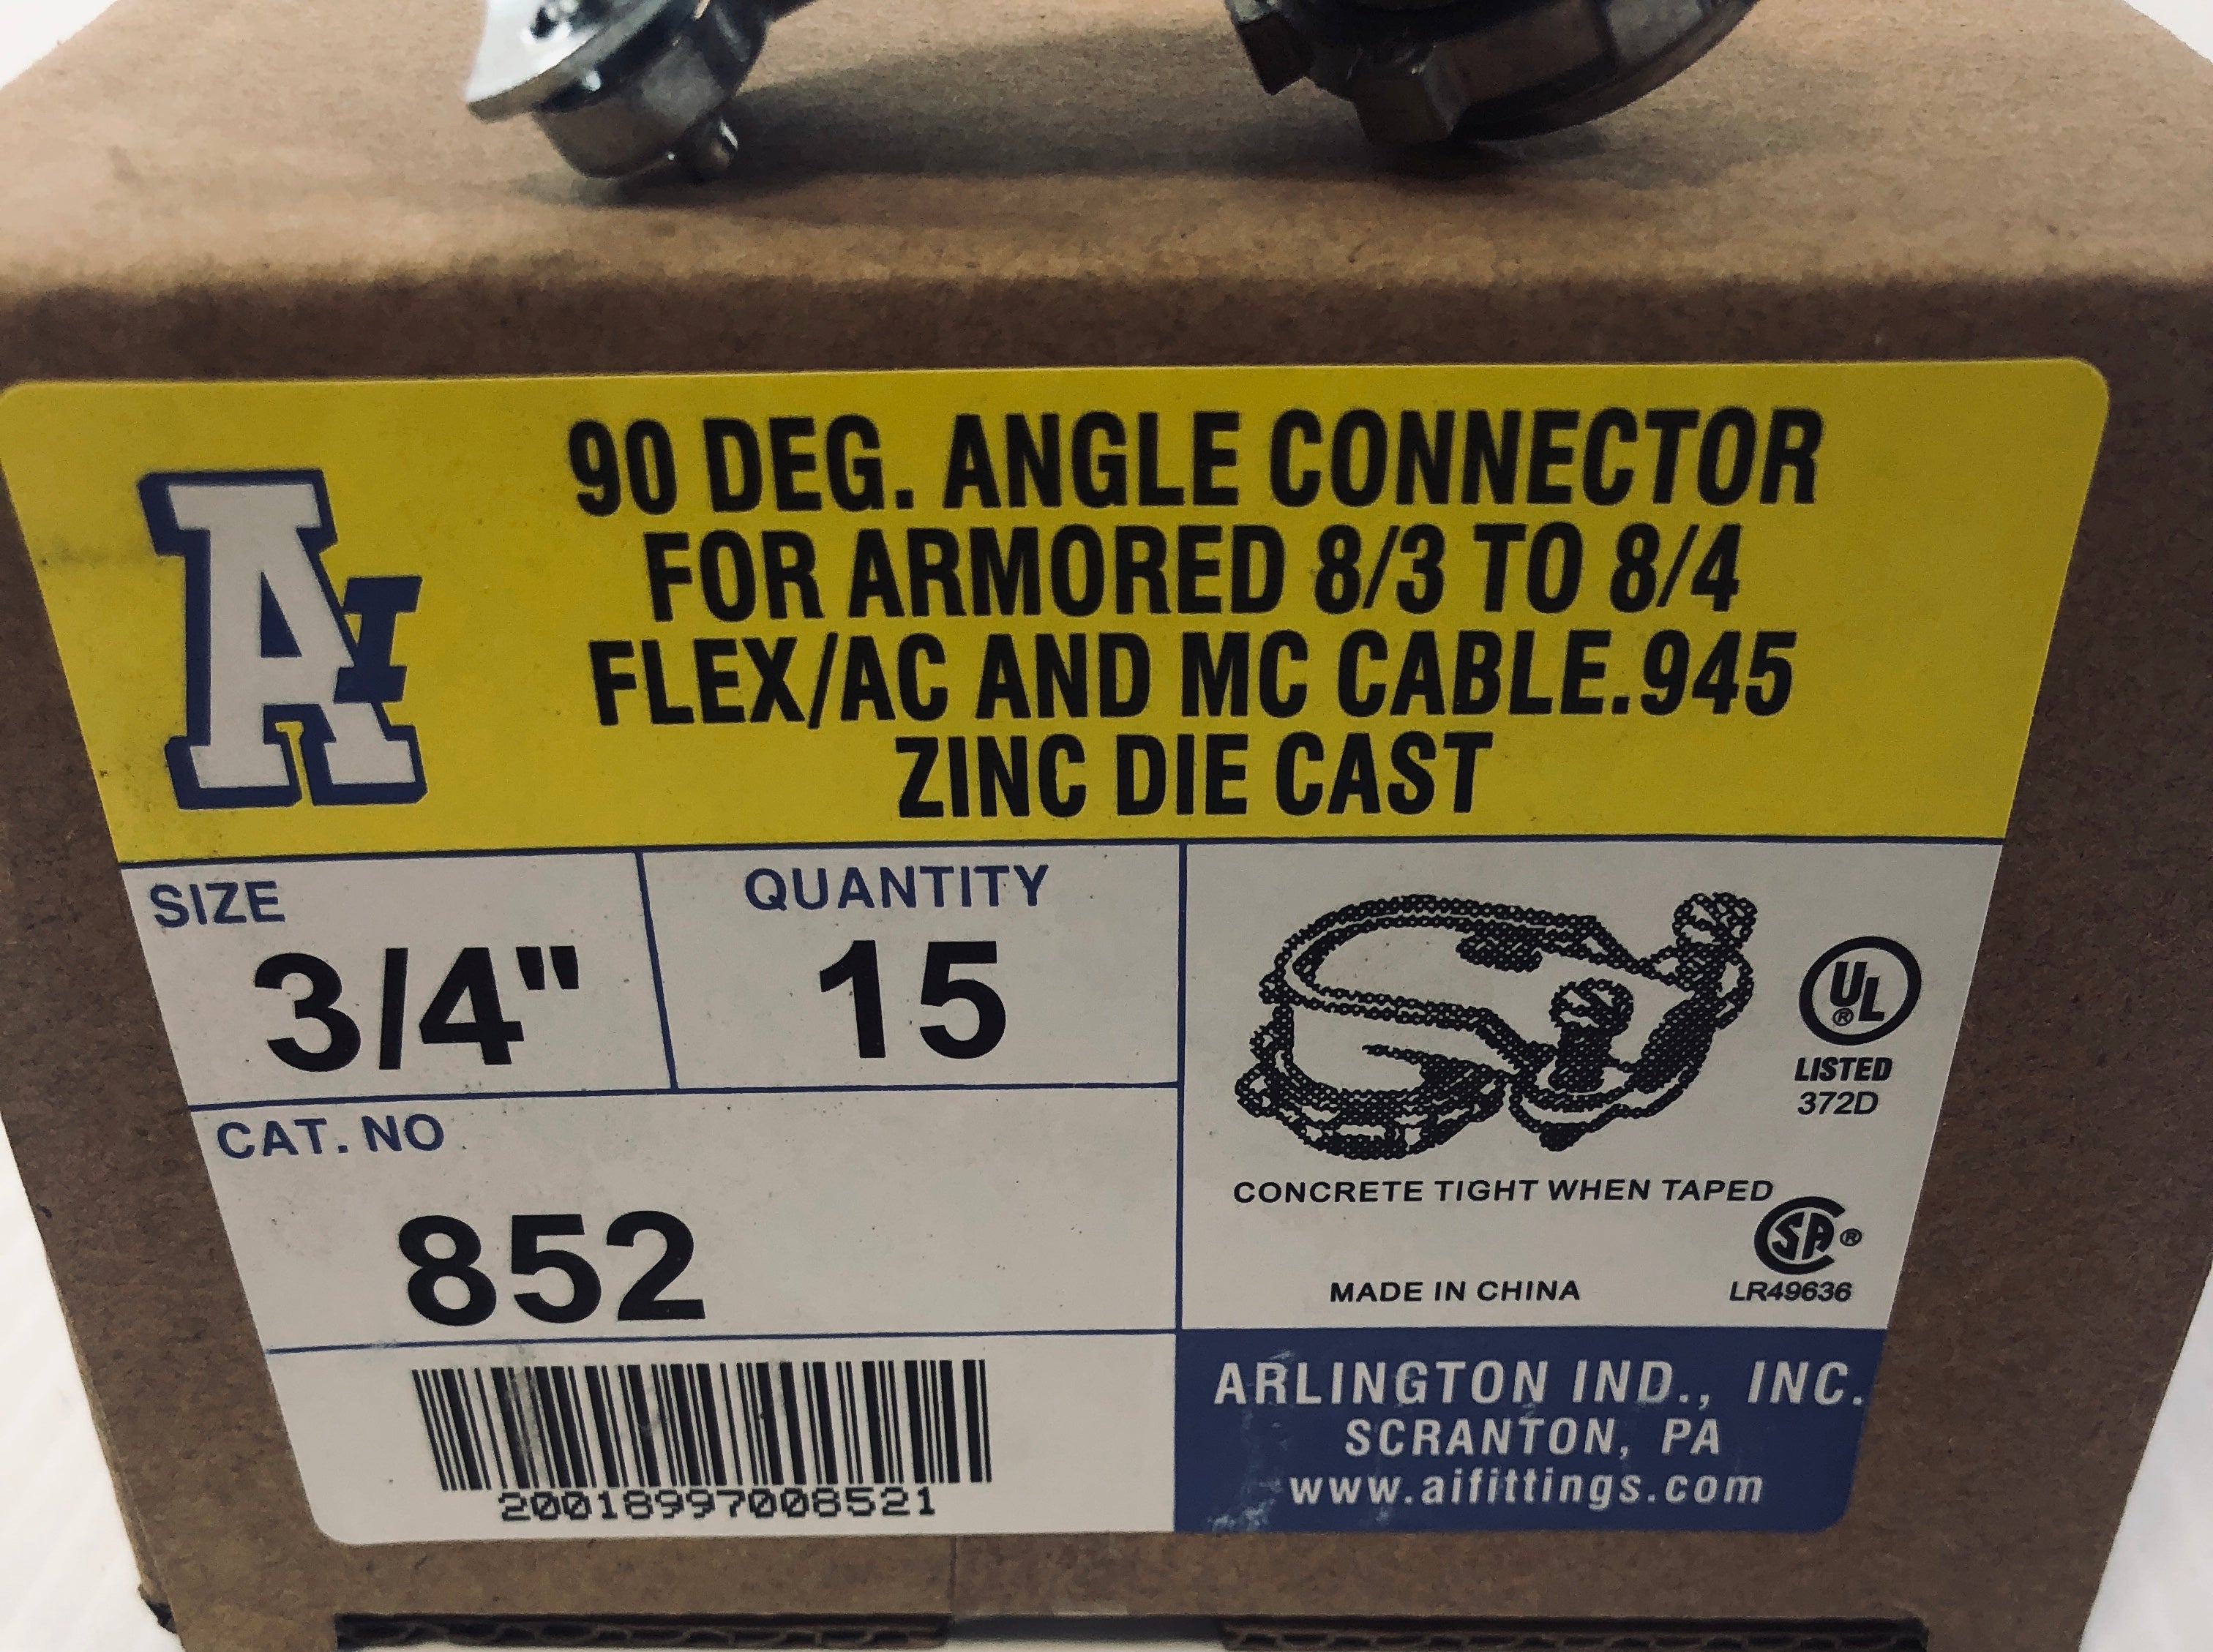 AI
90 DEG. ANGLE CONNECTOR
FOR ARMORED 8/3 TO 8/4
FLEX/AC AND MC CABLE.945
ZINC DIE CAST
SIZE
3/4"
QUANTITY
15
CAT. NO
852
20018997008521
UL
®
LISTED
372D
CONCRETE TIGHT WHEN TAPED
SA ®
MADE IN CHINA
LR49636
ARLINGTON IND., INC.
SCRANTON, PA
www.aifittings.com